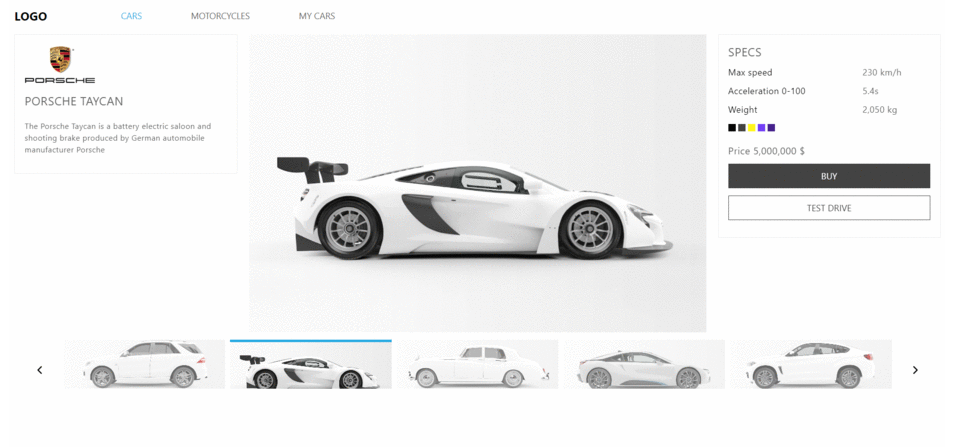 LOGO
CARS
MOTORCYCLES
MY CARS
PORSCHE
PORSCHE TAYCAN
The Porsche Taycan is a battery electric saloon and
shooting brake produced by German automobile
manufacturer Porsche
SPECS
Max speed 230 km/h
Acceleration 0-100 5.4s
Weight 2,050 kg
Price 5,000,000 $
BUY
TEST DRIVE